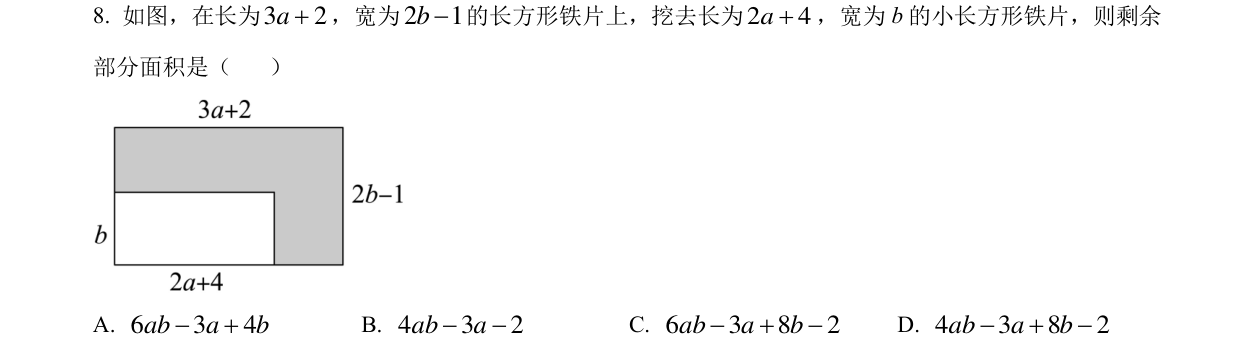 8. 如图，在长为3a+2，宽为2b−1的长方形铁片上，挖去长为2a+4，宽为 b 的小长方形铁片，则剩余
部分面积是（　　）
3a+2
2b−1
b
2a+4
A. 6ab−3a+4b B. 4ab−3a−2 C. 6ab−3a+8b−2 D. 4ab−3a+8b−2